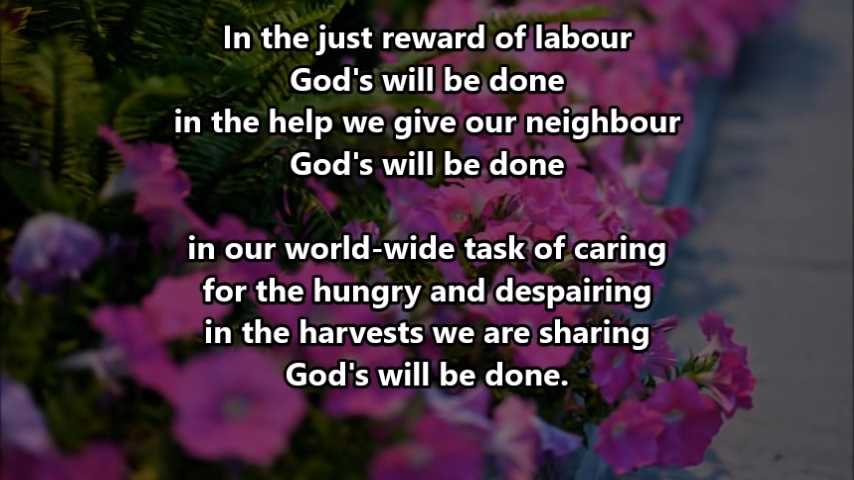 In the just reward of labour
God's will be done
in the help we give our neighbour
God's will be done
in our world-wide task of caring
for the hungry and despairing
in the harvests we are sharing
God's will be done.